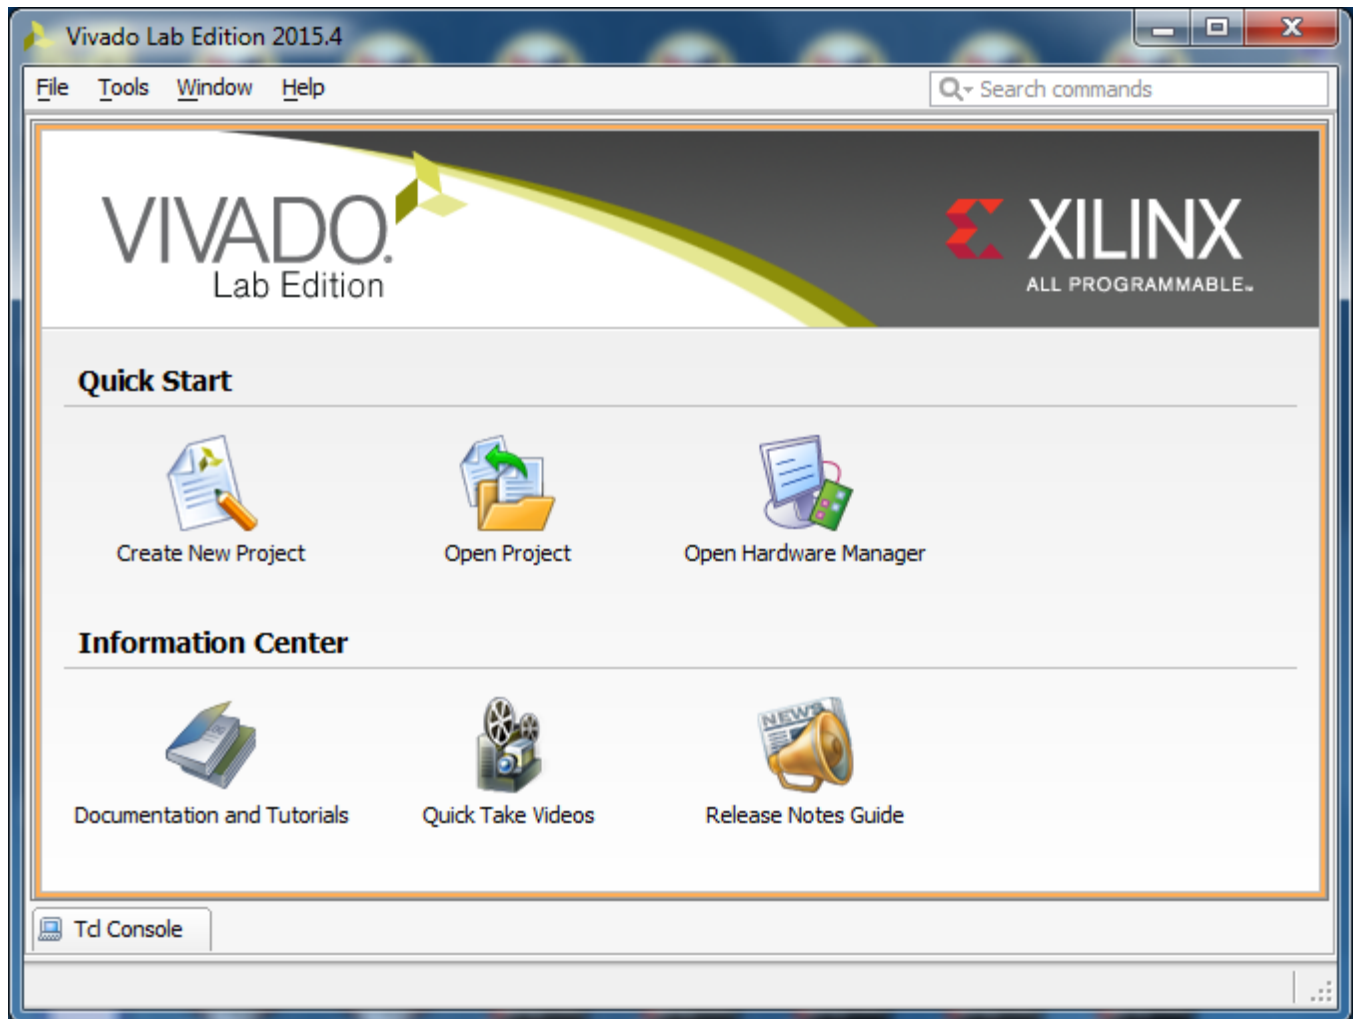 Vivado Lab Edition 2015.4
File Tools Window Help
Search commands
VIVADO.
Lab Edition
XILINX
ALL PROGRAMMABLE™
Quick Start
Create New Project Open Project Open Hardware Manager
Information Center
NEWS
Documentation and Tutorials Quick Take Videos Release Notes Guide
Tcl Console